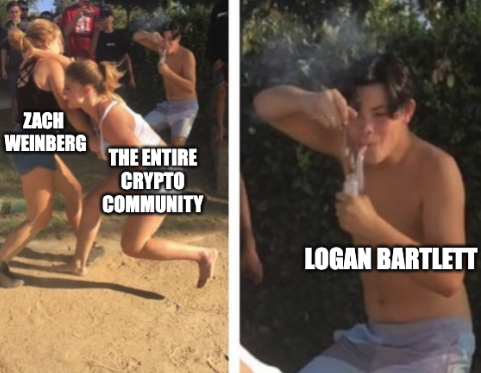 ZACH
WEINBERG
THE ENTIRE
CRYPTO
COMMUNITY
LOGAN BARTLETT